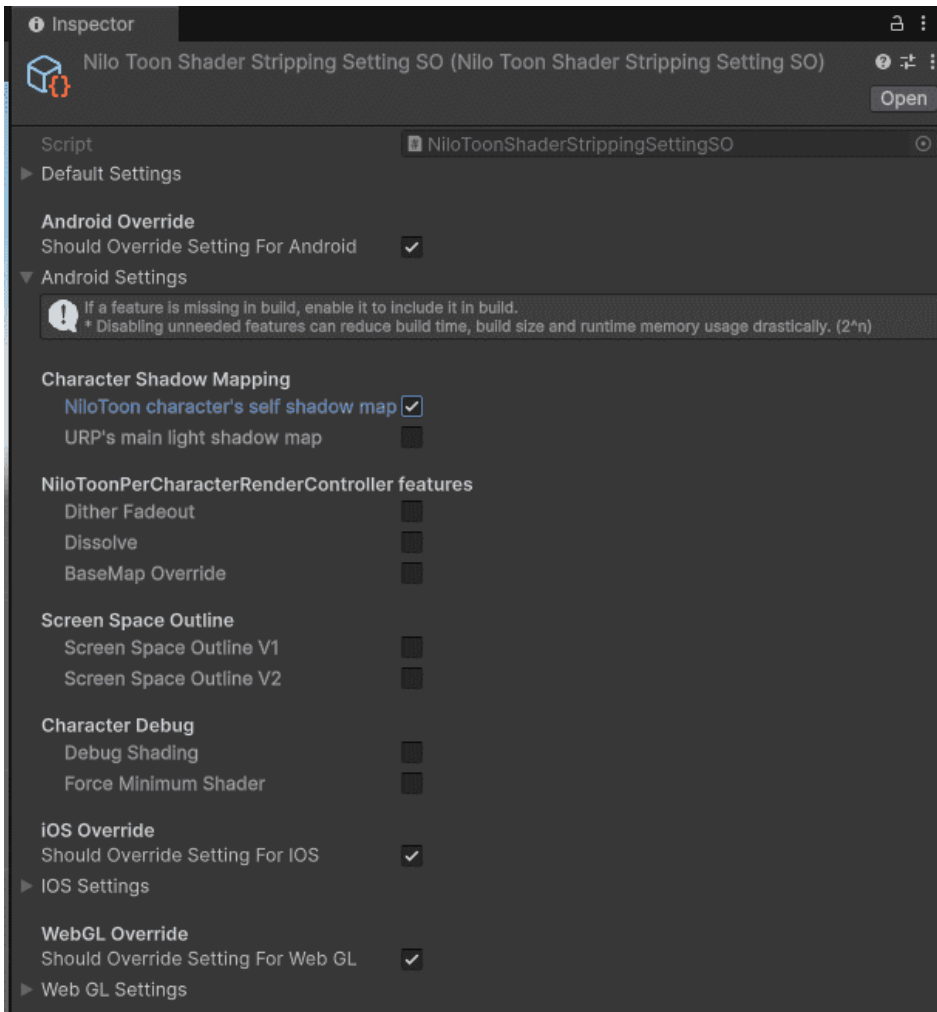 Inspector
Nilo Toon Shader Stripping Setting SO (Nilo Toon Shader Stripping Setting SO)
Open
Script NiloToonShaderStrippingSettingSO
Default Settings
Android Override
Should Override Setting For Android
Android Settings
If a feature is missing in build, enable it to include it in build.
* Disabling unneeded features can reduce build time, build size and runtime memory usage drastically. (2^n)
Character Shadow Mapping
NiloToon character's self shadow map
URP's main light shadow map
NiloToonPerCharacterRenderController features
Dither Fadeout
Dissolve
BaseMap Override
Screen Space Outline
Screen Space Outline V1
Screen Space Outline V2
Character Debug
Debug Shading
Force Minimum Shader
iOS Override
Should Override Setting For IOS
IOS Settings
WebGL Override
Should Override Setting For Web GL
Web GL Settings